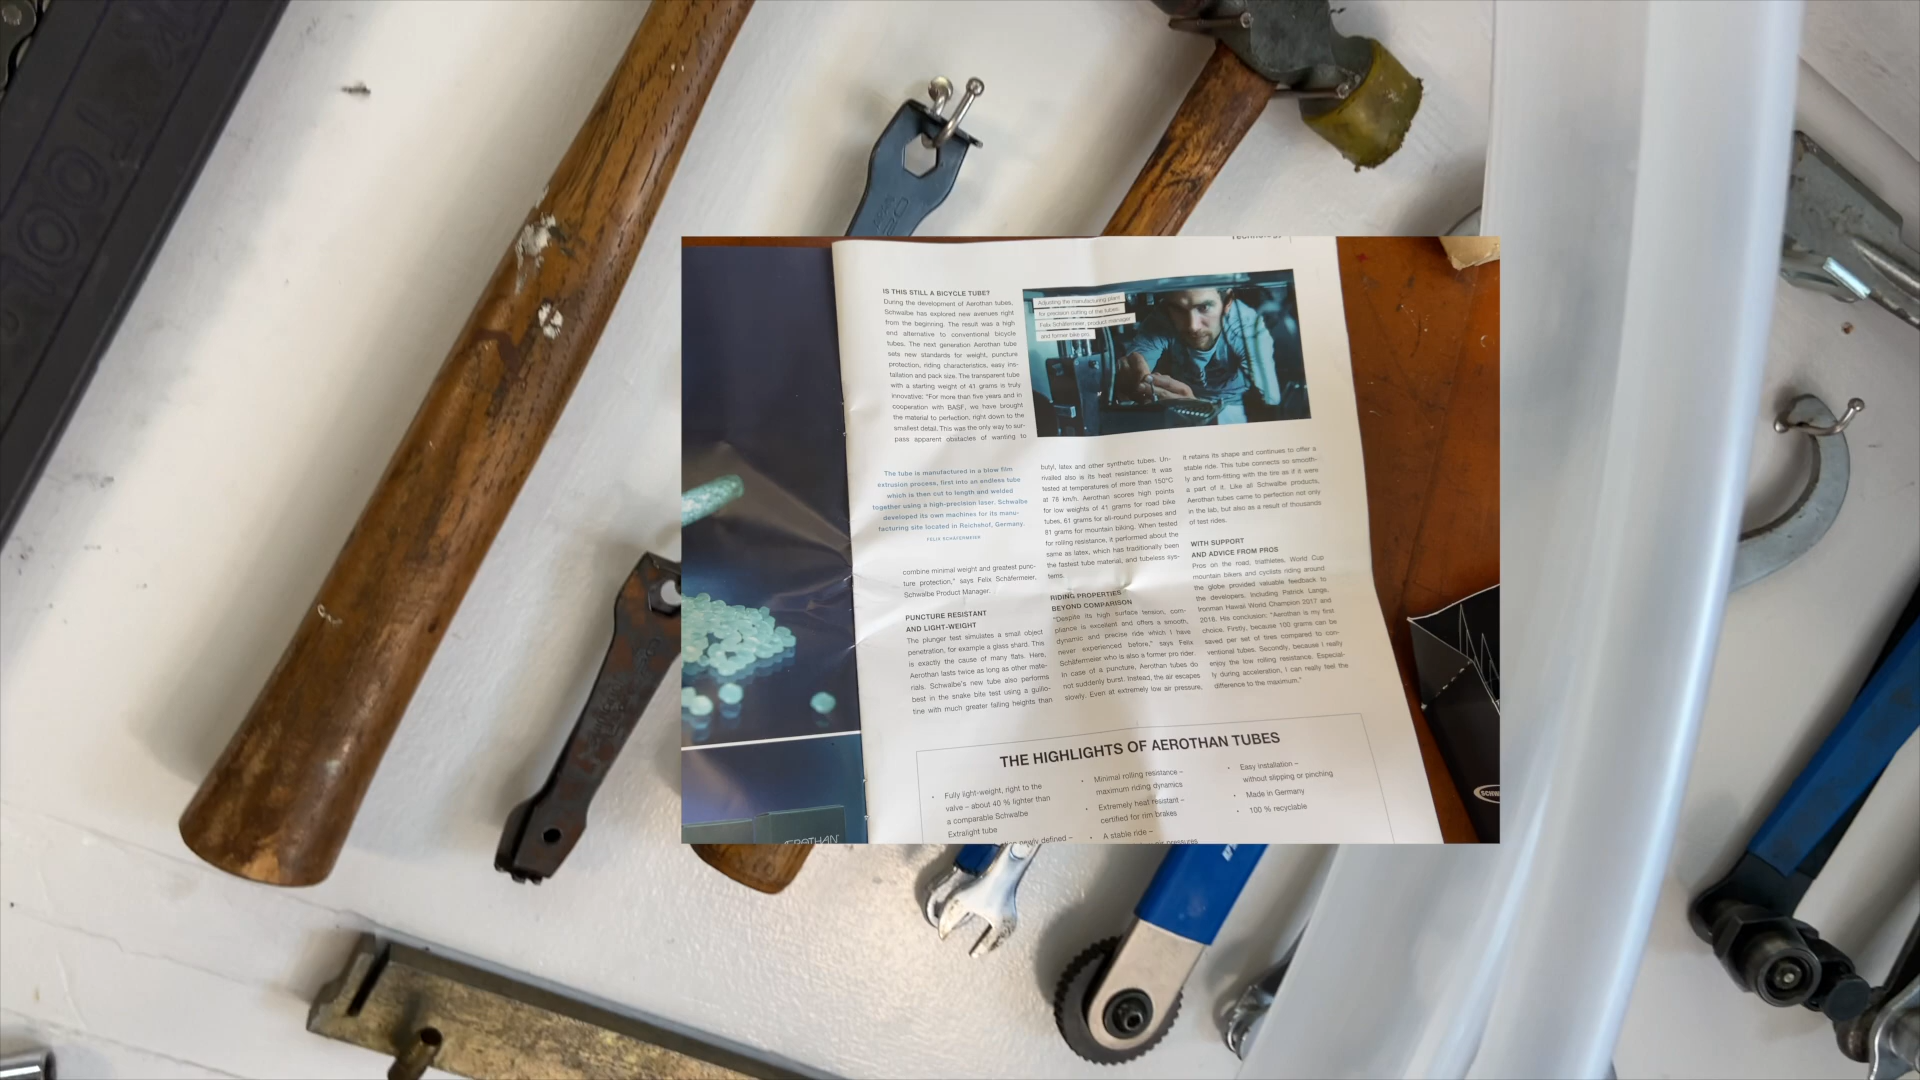 TOOL
Technology
IS THIS STILL A BICYCLE TUBE?
During the development of Aerothan tubes,
Schwalbe has explored new avenues right
from the beginning. The result was a high
end alternative to conventional bicycle
tubes. The next generation Aerothan tube
sets new standards for weight, puncture
protection, riding characteristics, easy ins-
tallation and pack size. The transparent tube
with a starting weight of 41 grams is truly
innovative: "For more than five years and in
cooperation with BASF, we have brought
the material to perfection, right down to the
smallest detail. This was the only way to sur-
pass apparent obstacles of wanting to
Adjusting the manufacturing plant
for precision cutting of the tubes:
Felix Schäfermeier, product manager
and former bike pro.
The tube is manufactured in a blow film
extrusion process, first into an endless tube
which is then cut to length and welded
together using a high-precision laser. Schwalbe
developed its own machines for its manu-
facturing site located in Reichshof, Germany.
FELIX SCHÄFERMEIER
combine minimal weight and greatest punc-
ture protection," says Felix Schäfermeier,
Schwalbe Product Manager.
PUNCTURE RESISTANT
AND LIGHT-WEIGHT
The plunger test simulates a small object
penetration, for example a glass shard. This
is exactly the cause of many flats. Here,
Aerothan lasts twice as long as other mate-
rials. Schwalbe's new tube also performs
best in the snake bite test using a guillo-
tine with much greater falling heights than
butyl, latex and other synthetic tubes. Un-
rivalled also is its heat resistance: It was
tested at temperatures of more than 150°C
at 78 km/h. Aerothan scores high points
for low weights of 41 grams for road bike
tubes, 61 grams for all-round purposes and
81 grams for mountain biking. When tested
for rolling resistance, it performed about the
same as latex, which has traditionally been
the fastest tube material, and tubeless sys-
tems.
RIDING PROPERTIES
BEYOND COMPARISON
"Despite its high surface tension, com-
pliance is excellent and offers a smooth,
dynamic and precise ride which I have
never experienced before," says Felix
Schäfermeier who is also a former pro rider.
In case of a puncture, Aerothan tubes do
not suddenly burst. Instead, the air escapes
slowly. Even at extremely low air pressure,
it retains its shape and continues to offer a
stable ride. This tube connects so smooth-
ly and form-fitting with the tire as if it were
a part of it. Like all Schwalbe products,
Aerothan tubes came to perfection not only
in the lab, but also as a result of thousands
of test rides.
WITH SUPPORT
AND ADVICE FROM PROS
Pros on the road, triathletes, World Cup
mountain bikers and cyclists riding around
the globe provided valuable feedback to
the developers. Including Patrick Lange,
Ironman Hawaii World Champion 2017 and
2018. His conclusion: "Aerothan is my first
choice. Firstly, because 100 grams can be
saved per set of tires compared to con-
ventional tubes. Secondly, because I really
enjoy the low rolling resistance. Especial-
ly during acceleration, I can really feel the
difference to the maximum."
THE HIGHLIGHTS OF AEROTHAN TUBES
• Fully light-weight, right to the
valve – about 40 % lighter than
a comparable Schwalbe
Extralight tube
newly defined –
• Minimal rolling resistance –
maximum riding dynamics
• Extremely heat resistant –
certified for rim brakes
• A stable ride –
pressures
• Easy installation –
without slipping or pinching
• Made in Germany
• 100 % recyclable
AEROTHAN
SCHW